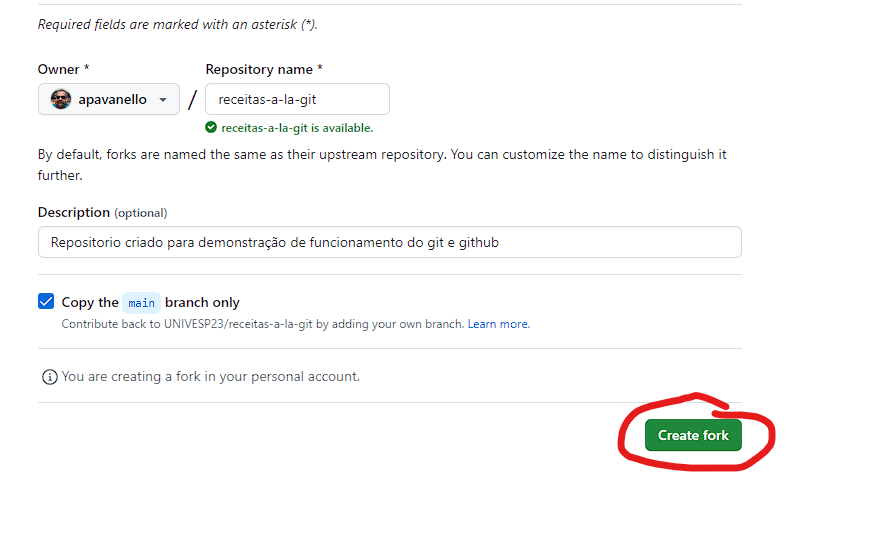 Required fields are marked with an asterisk (*).
Owner * Repository name *
apavanello / receitas-a-la-git
receitas-a-la-git is available.
By default, forks are named the same as their upstream repository. You can customize the name to distinguish it
further.
Description (optional)
Repositorio criado para demonstração de funcionamento do git e github
Copy the main branch only
Contribute back to UNIVESP23/receitas-a-la-git by adding your own branch. Learn more.
You are creating a fork in your personal account.
Create fork